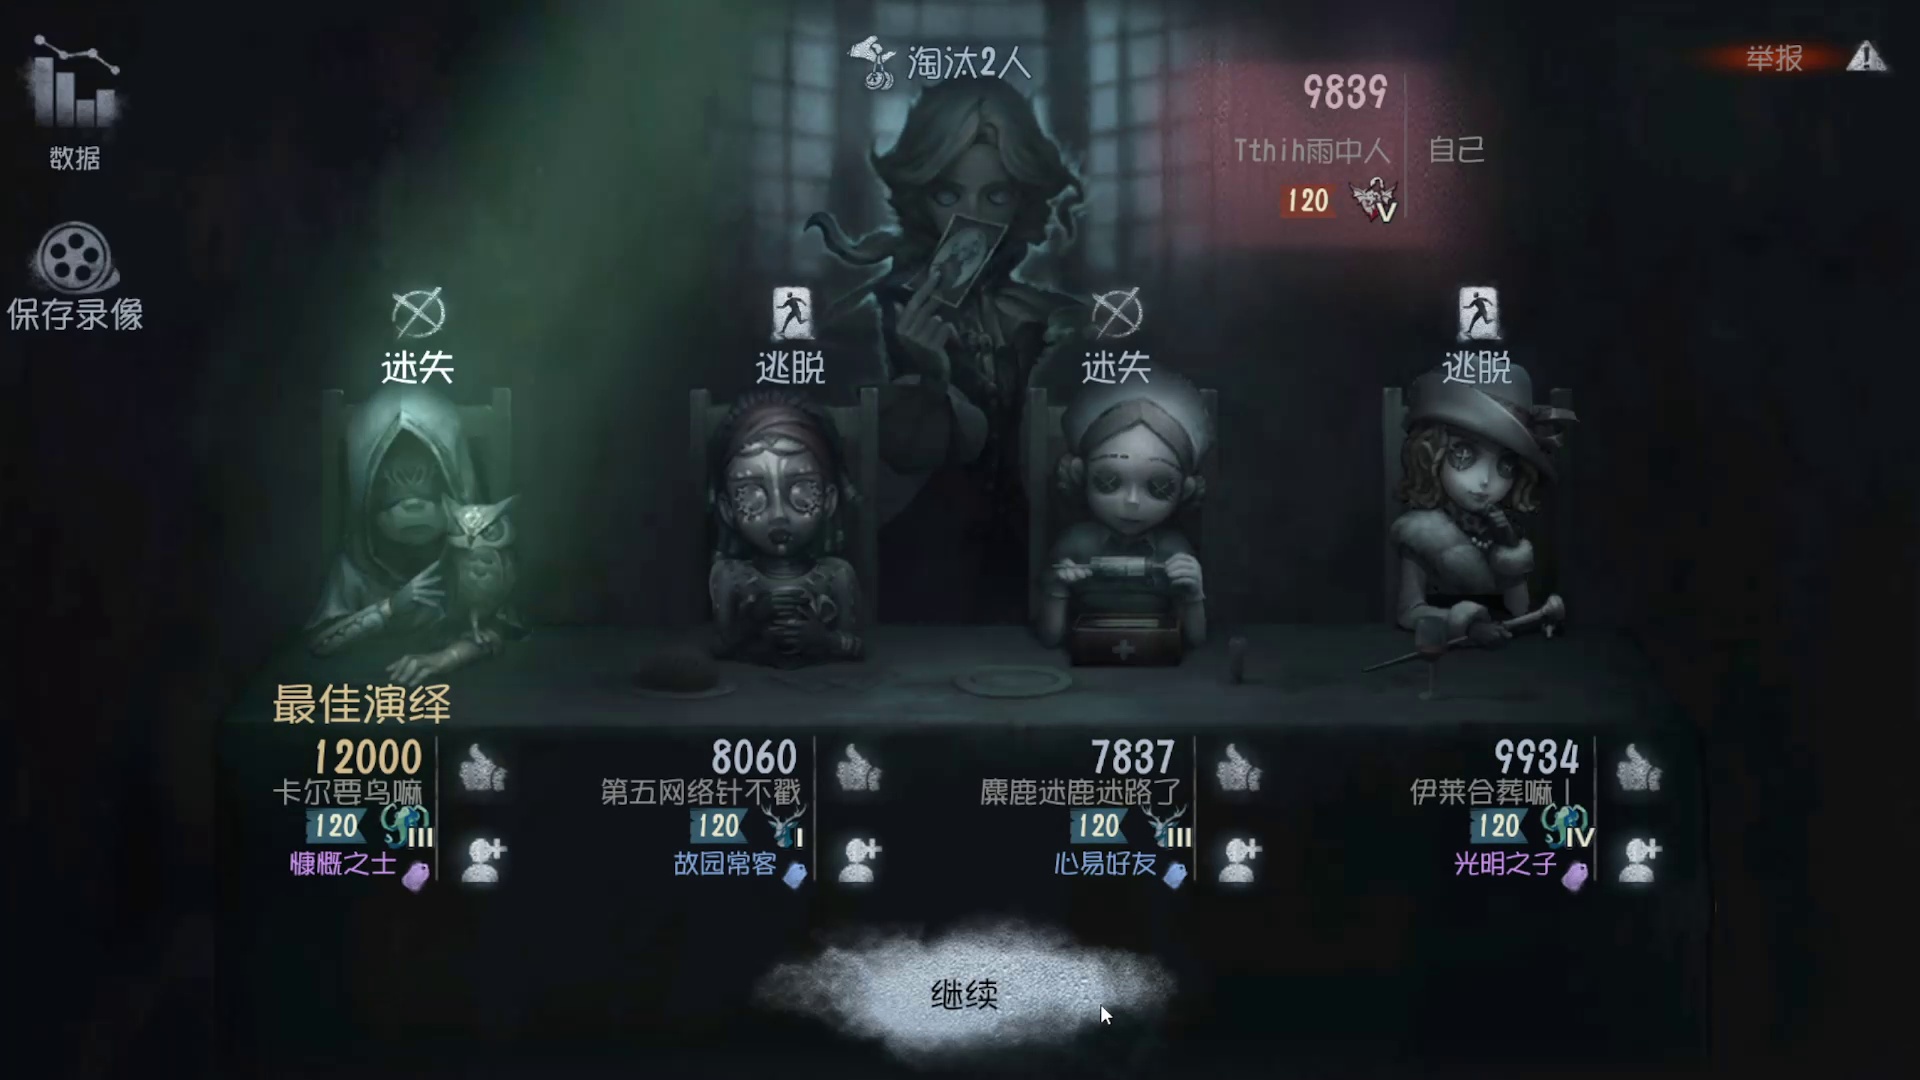 淘汰2人
举报
9839
Tthih雨中人
自己
120
V
数据
保存录像
迷失
逃脱
迷失
逃脱
最佳演绎
12000
卡尔要鸟嘛
120
III
慷慨之士
8060
第五网络针不戳
120
I
故园常客
7837
麋鹿迷鹿迷路了
120
III
心易好友
9934
伊莱合葬嘛丨
120
IV
光明之子
继续